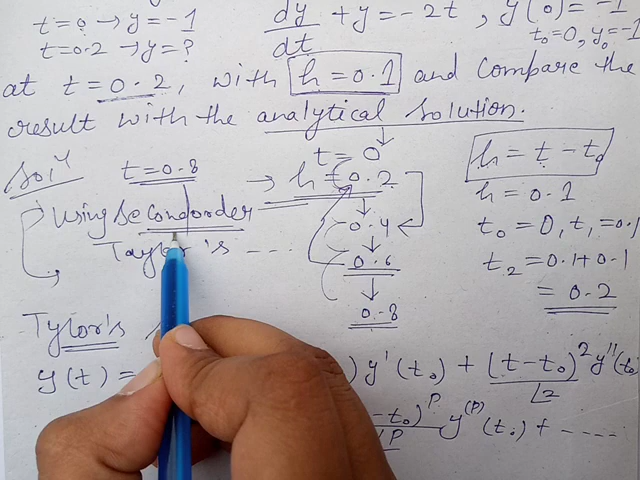 t=0 → y=-1
dy/dt + y = -2t, y(0) = -1
t=0.2 → y=?
t₀=0, y₀=-1
at t=0.2, with h=0.1 and compare the
result with the analytical solution.
Sol
t=0.8
t=0
h=0.2
0.4
0.6
0.8
h = t - t₀
h = 0.1
t₀ = 0, t₁ = 0.1
t₂ = 0.1+0.1
= 0.2
Using Second order
Taylor's ----
Tylor's
y(t) = ) y'(t₀) + (t-t₀)² y''(t₀
⌊2
-t₀)ᴾ y⁽ᴾ⁾(t₀) + ----
⌊P